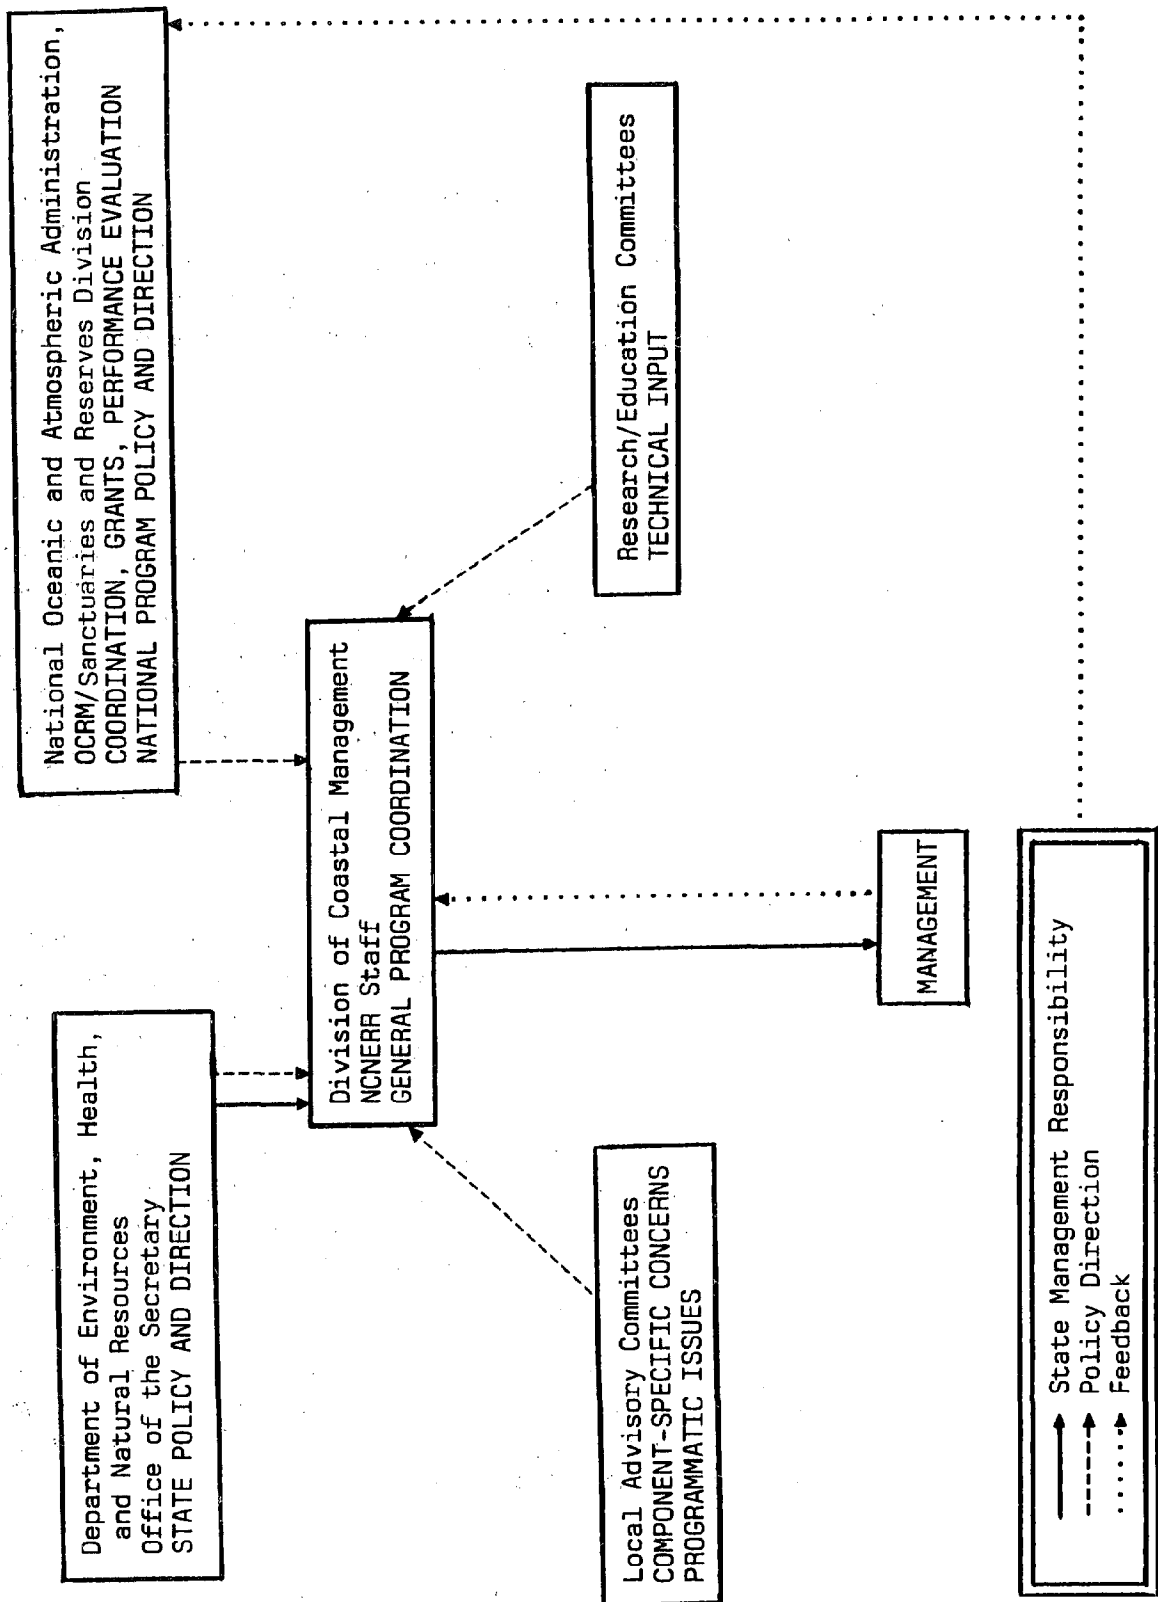 Department of Environment, Health,
and Natural Resources
Office of the Secretary
STATE POLICY AND DIRECTION
National Oceanic and Atmospheric Administration,
OCRM/Sanctuaries and Reserves Division
COORDINATION, GRANTS, PERFORMANCE EVALUATION
NATIONAL PROGRAM POLICY AND DIRECTION
Division of Coastal Management
NCNERR Staff
GENERAL PROGRAM COORDINATION
Local Advisory Committees
COMPONENT-SPECIFIC CONCERNS
PROGRAMMATIC ISSUES
Research/Education Committees
TECHNICAL INPUT
MANAGEMENT
State Management Responsibility
Policy Direction
Feedback